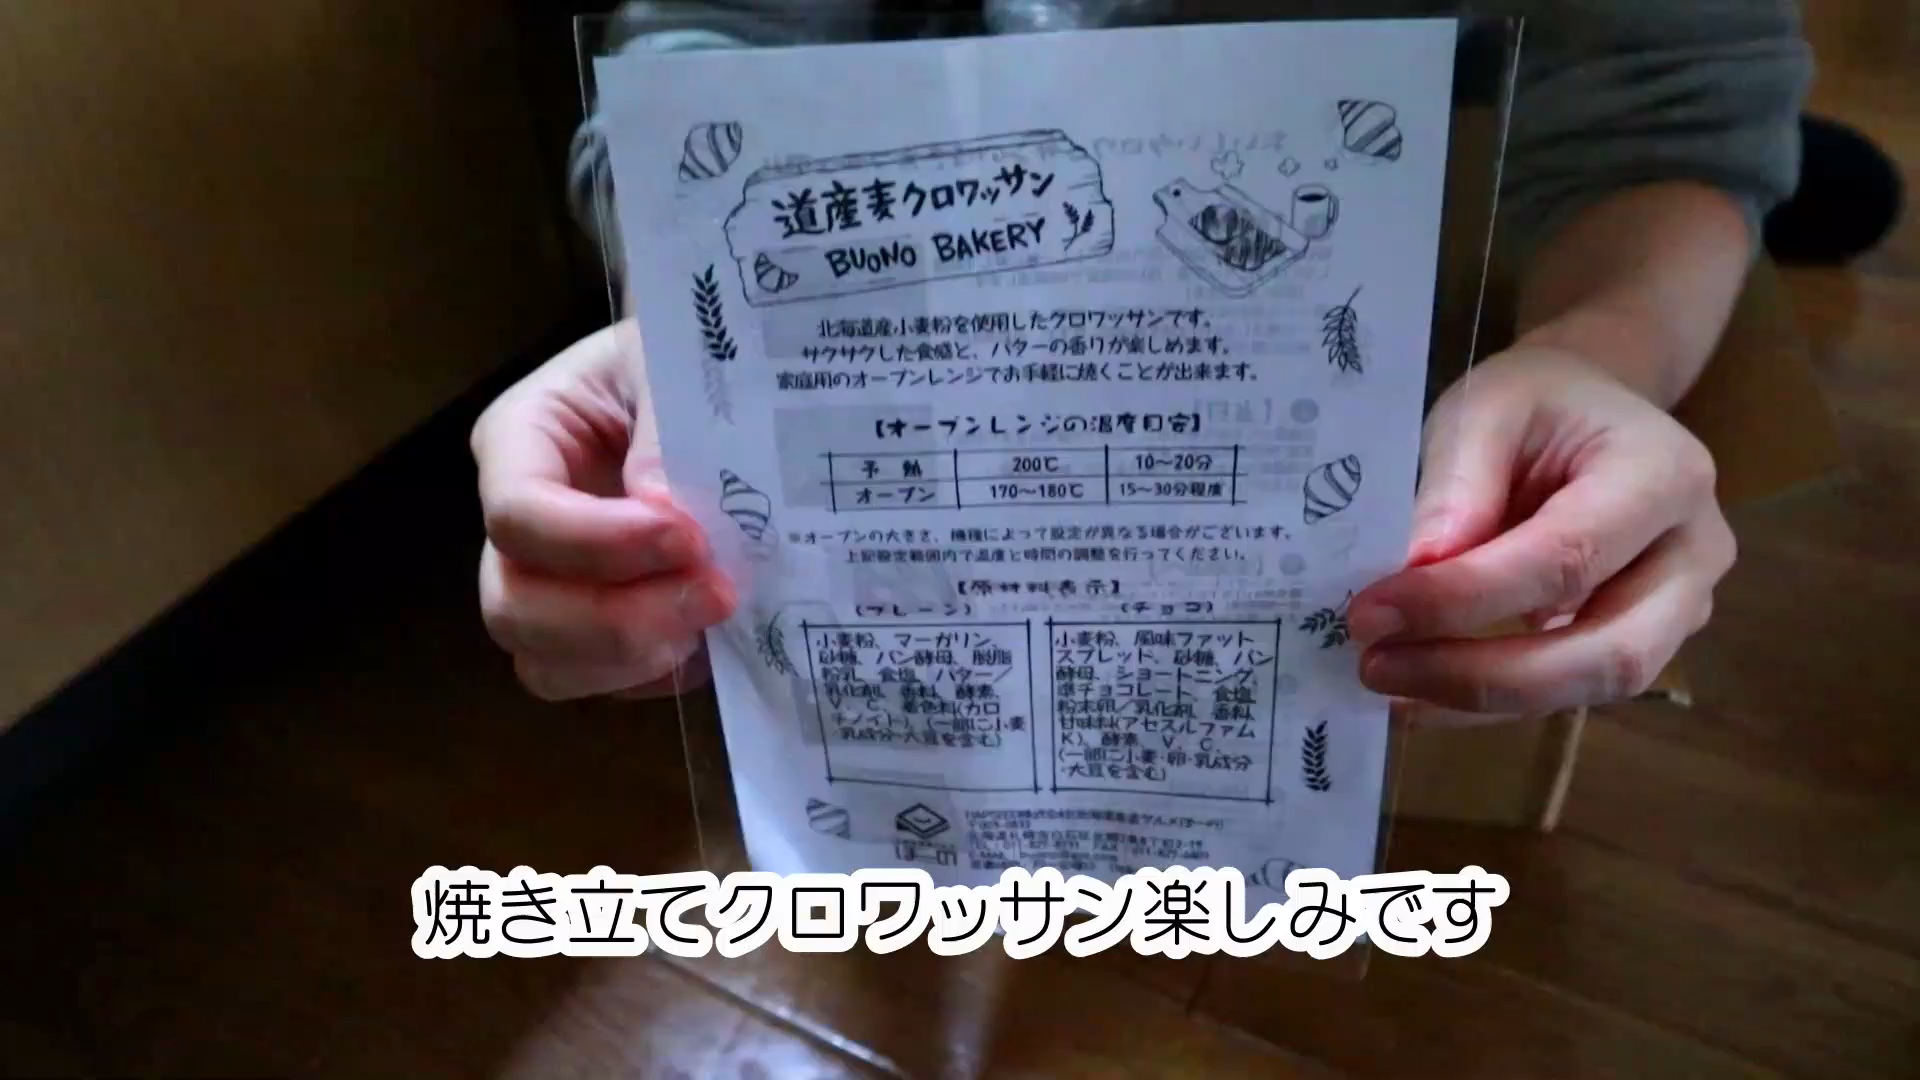 道産麦クロワッサン
BUONO BAKERY
北海道産小麦粉を使用したクロワッサンです。
サクサクした食感と、バターの香りが楽しめます。
家庭用のオーブンレンジでお手軽に焼くことが出来ます。
【オーブンレンジの温度目安】
予 熱 200℃ 10〜20分
オーブン 170〜180℃ 15〜30分程度
※オーブンの大きさ、機種によって設定が異なる場合がございます。
上記設定範囲内で温度と時間の調整を行ってください。
【原材料表示】
(プレーン) (チョコ)
小麦粉、マーガリン、
砂糖、パン酵母、脱脂
粉乳、食塩、バター/
乳化剤、香料、酵素、
V.C、着色料(カロ
チノイド)、(一部に小麦
・乳成分・大豆を含む)
小麦粉、風味ファット
スプレッド、砂糖、パン
酵母、ショートニング、
準チョコレート、食塩、
粉末卵/乳化剤、香料、
甘味料(アセスルファム
K)、酵素、V.C、
(一部に小麦・卵・乳成分
・大豆を含む)
焼き立てクロワッサン楽しみです